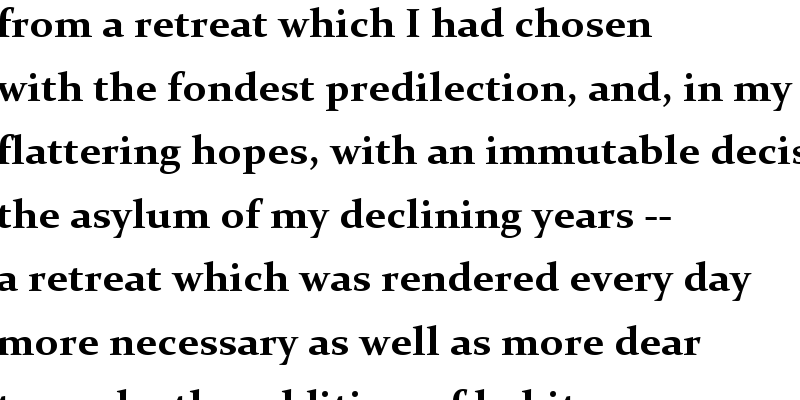 from a retreat which I had chosen
with the fondest predilection, and, in my
flattering hopes, with an immutable
the asylum of my declining years --
a retreat which was rendered every day
more necessary as well as more dear